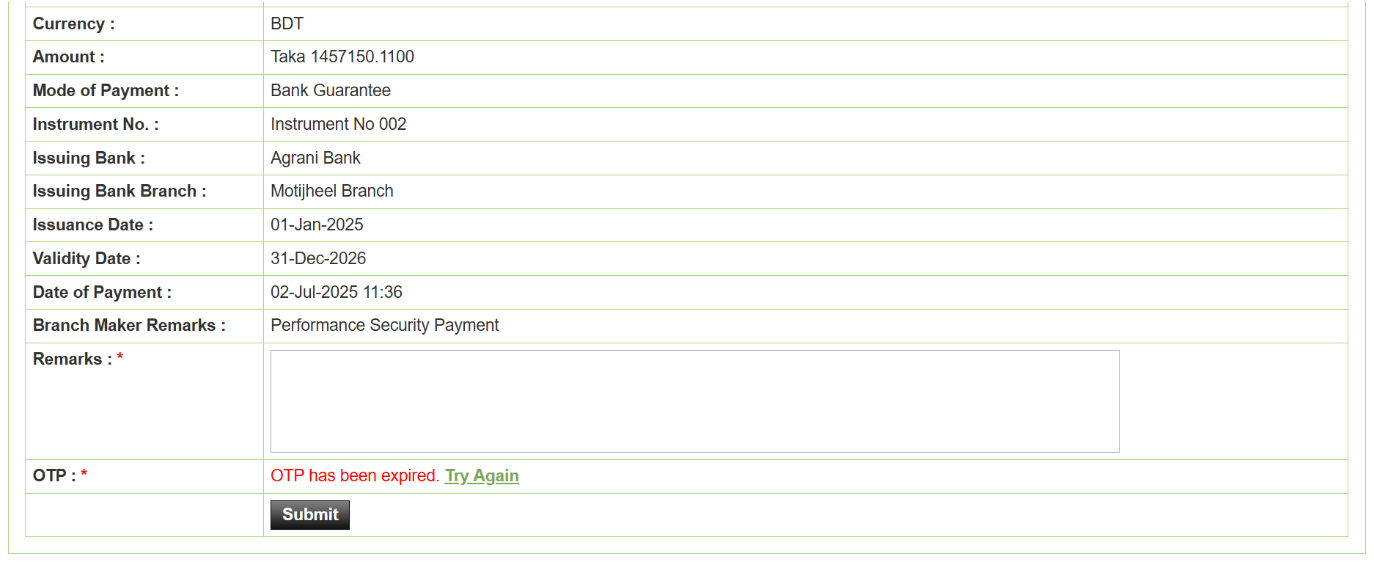 Currency : BDT
Amount : Taka 1457150.1100
Mode of Payment : Bank Guarantee
Instrument No. : Instrument No 002
Issuing Bank : Agrani Bank
Issuing Bank Branch : Motijheel Branch
Issuance Date : 01-Jan-2025
Validity Date : 31-Dec-2026
Date of Payment : 02-Jul-2025 11:36
Branch Maker Remarks : Performance Security Payment
Remarks : *
OTP : * OTP has been expired. Try Again
Submit